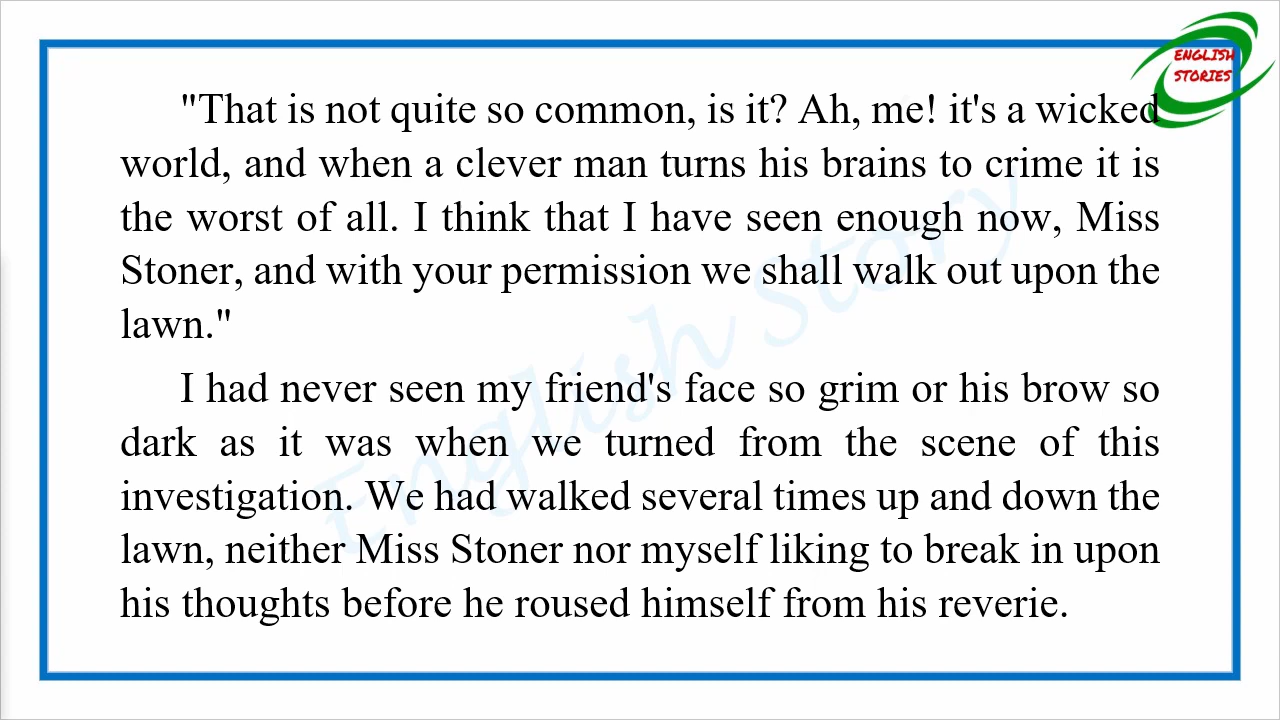 ENGLISH
STORIES
"That is not quite so common, is it? Ah, me! it's a wicked
world, and when a clever man turns his brains to crime it is
the worst of all. I think that I have seen enough now, Miss
Stoner, and with your permission we shall walk out upon the
lawn."
I had never seen my friend's face so grim or his brow so
dark as it was when we turned from the scene of this
investigation. We had walked several times up and down the
lawn, neither Miss Stoner nor myself liking to break in upon
his thoughts before he roused himself from his reverie.
English Story